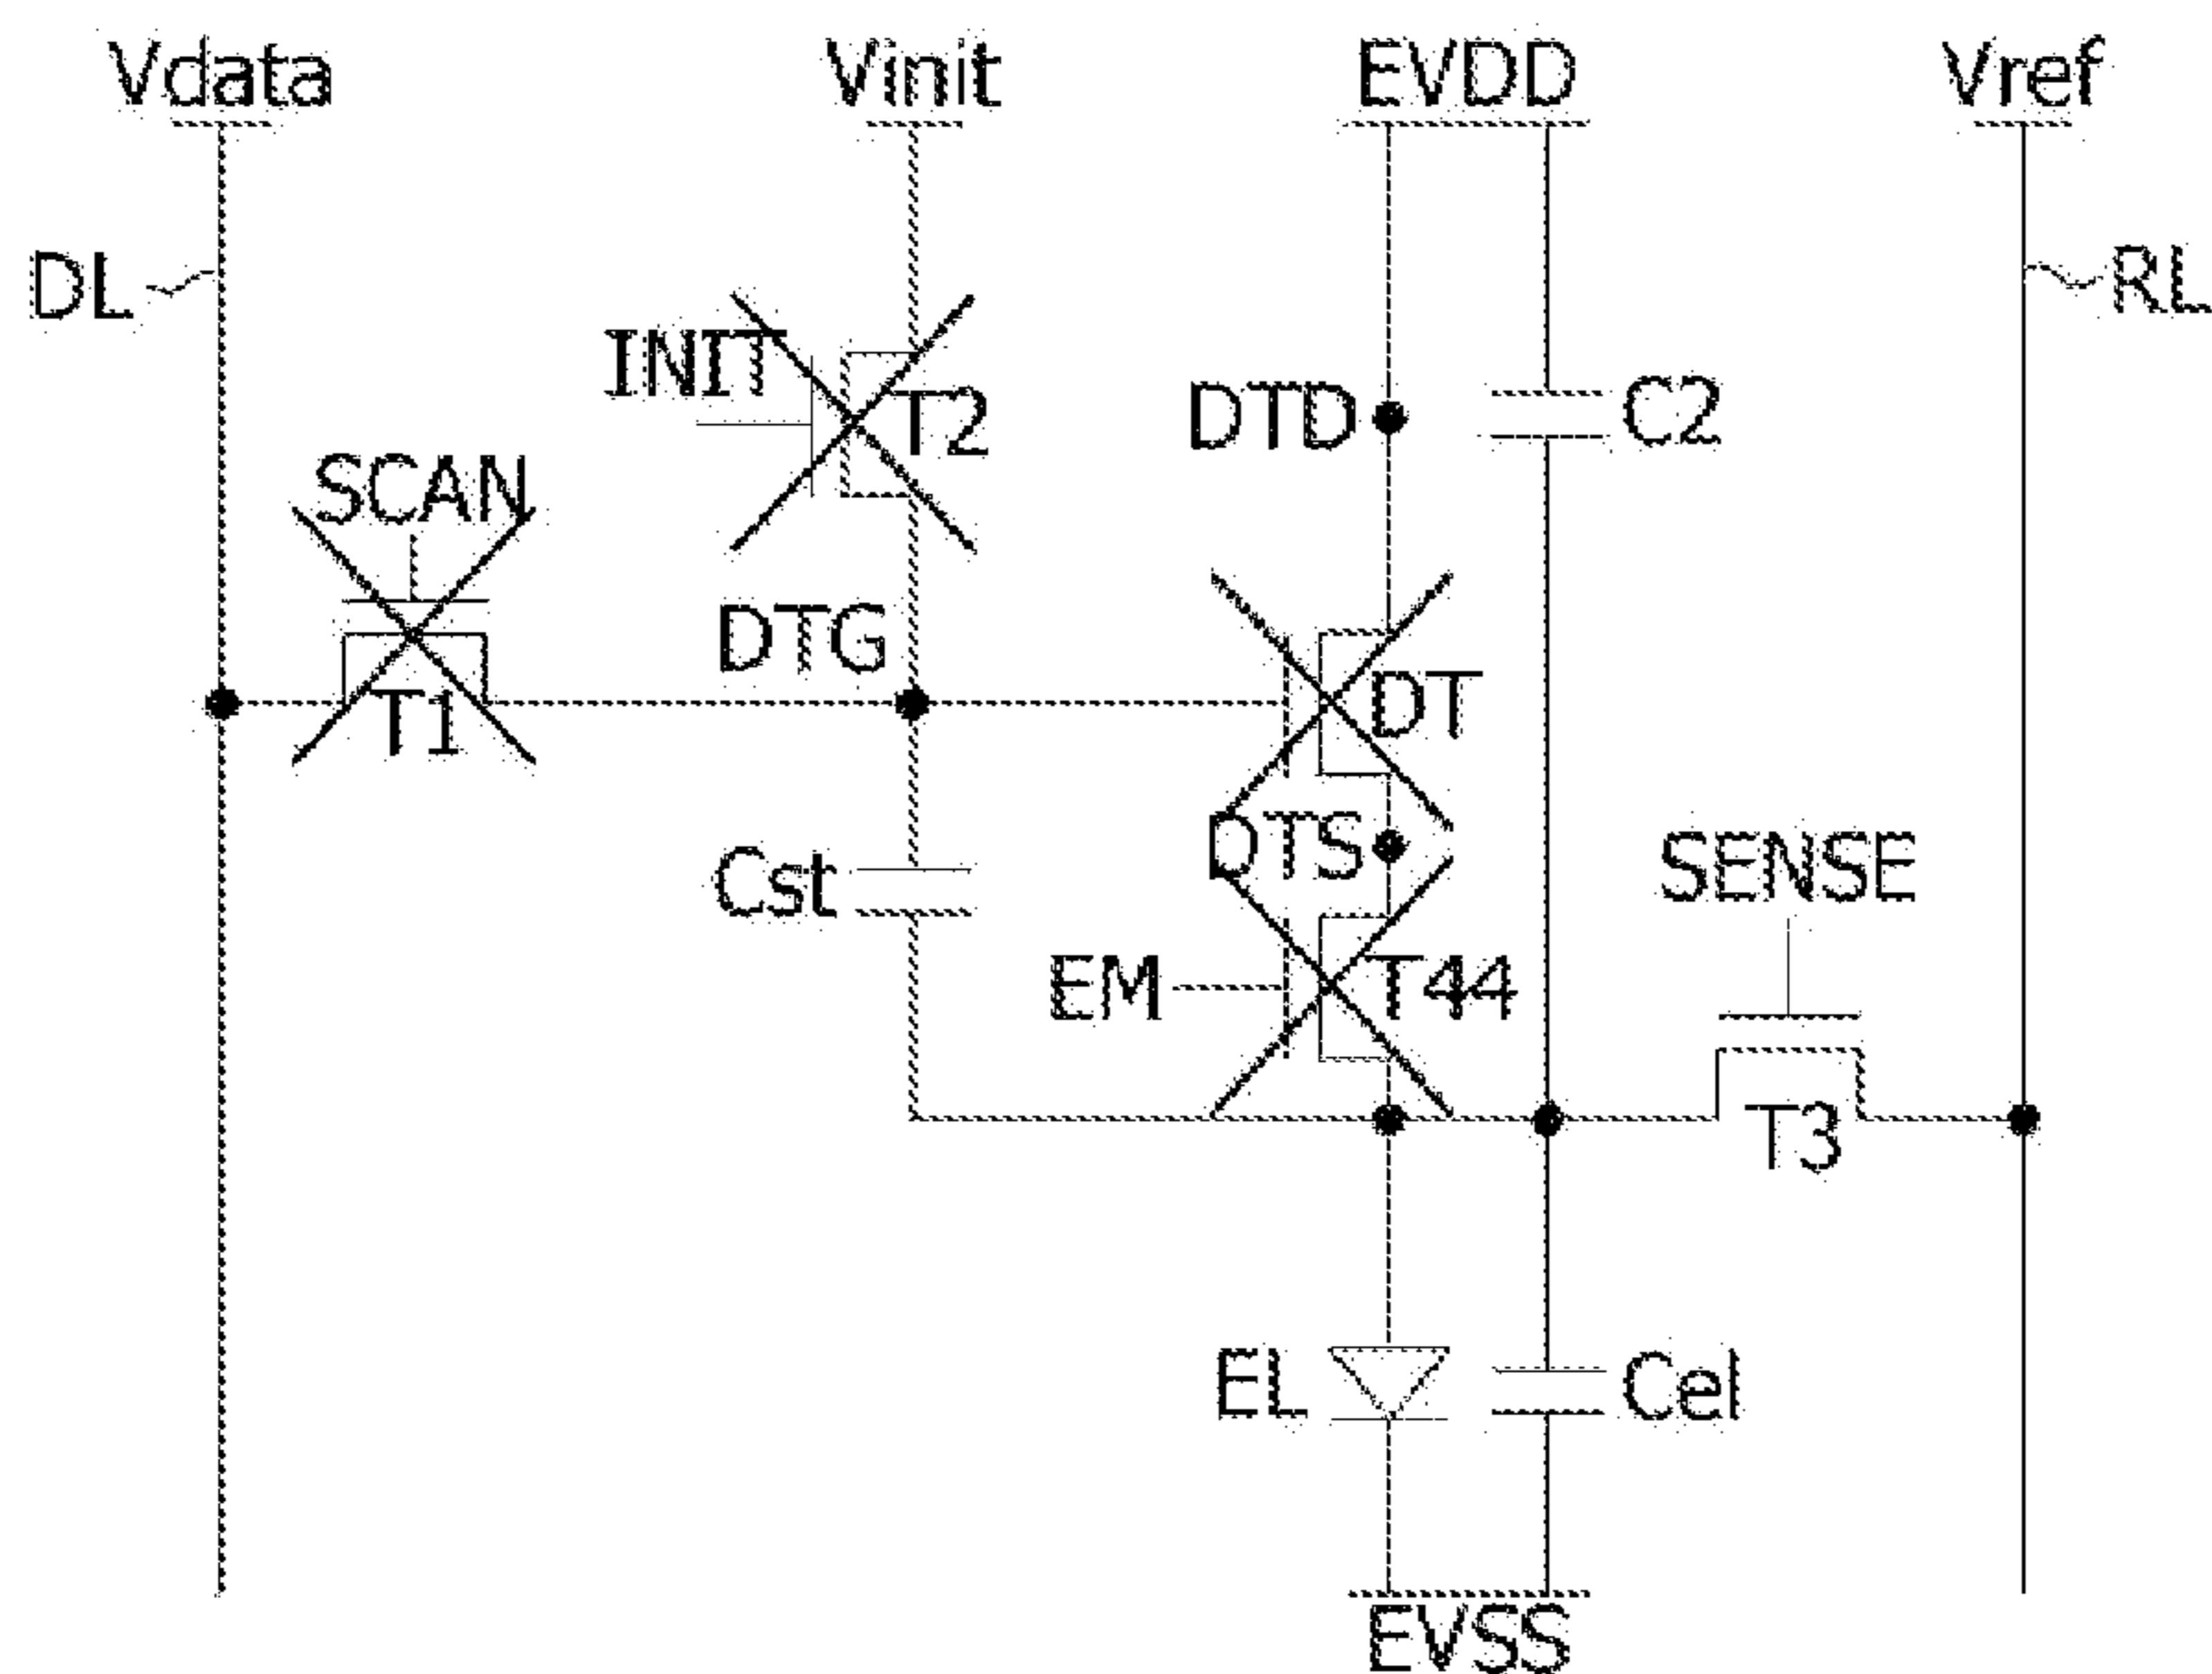 Vdata
Vinit
EVDD
Vref
DL
RL
INIT
T2
DTD
C2
SCAN
DTG
T1
DT
DTS
Cst
SENSE
EM
T44
T3
EL
Cel
EVSS